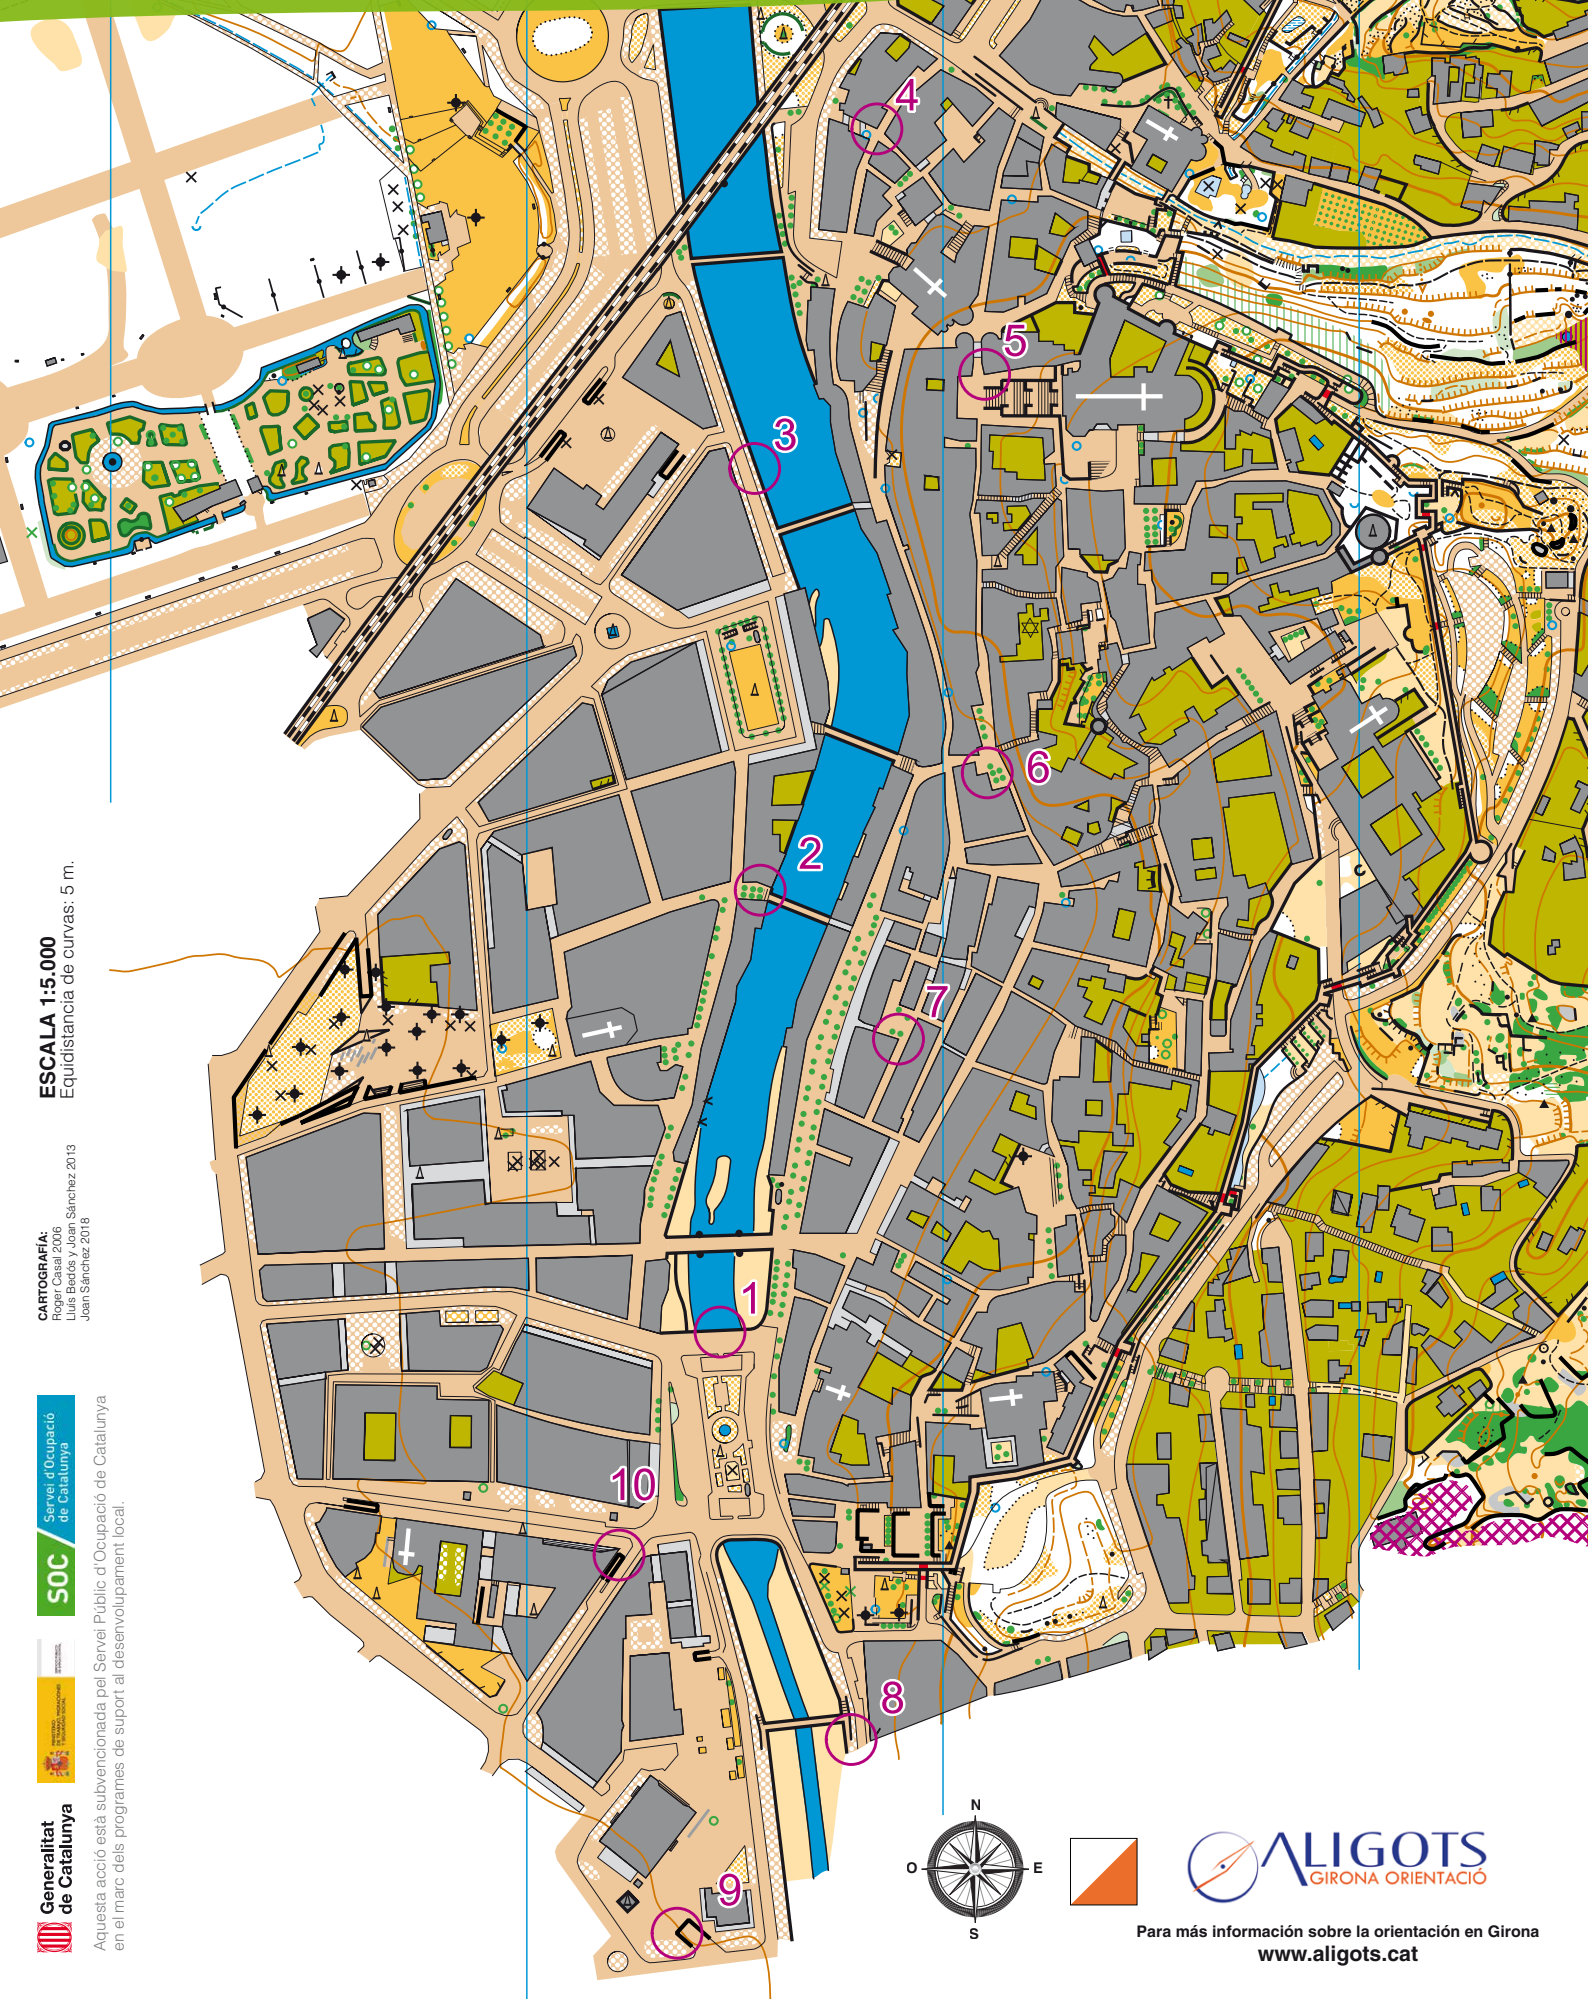 4
5
3
6
2
7
1
10
8
9
ESCALA 1:5.000
Equidistancia de curvas: 5 m.
CARTOGRAFÍA:
Roger Casal 2006
Lluís Bedós y Joan Sánchez 2013
Joan Sánchez 2018
SOC
Servei d'Ocupació
de Catalunya
Generalitat
de Catalunya
Aquesta acció està subvencionada pel Servei Públic d'Ocupació de Catalunya
en el marc dels programes de suport al desenvolupament local.
N
O
E
S
ALIGOTS
GIRONA ORIENTACIÓ
Para más información sobre la orientación en Girona
www.aligots.cat